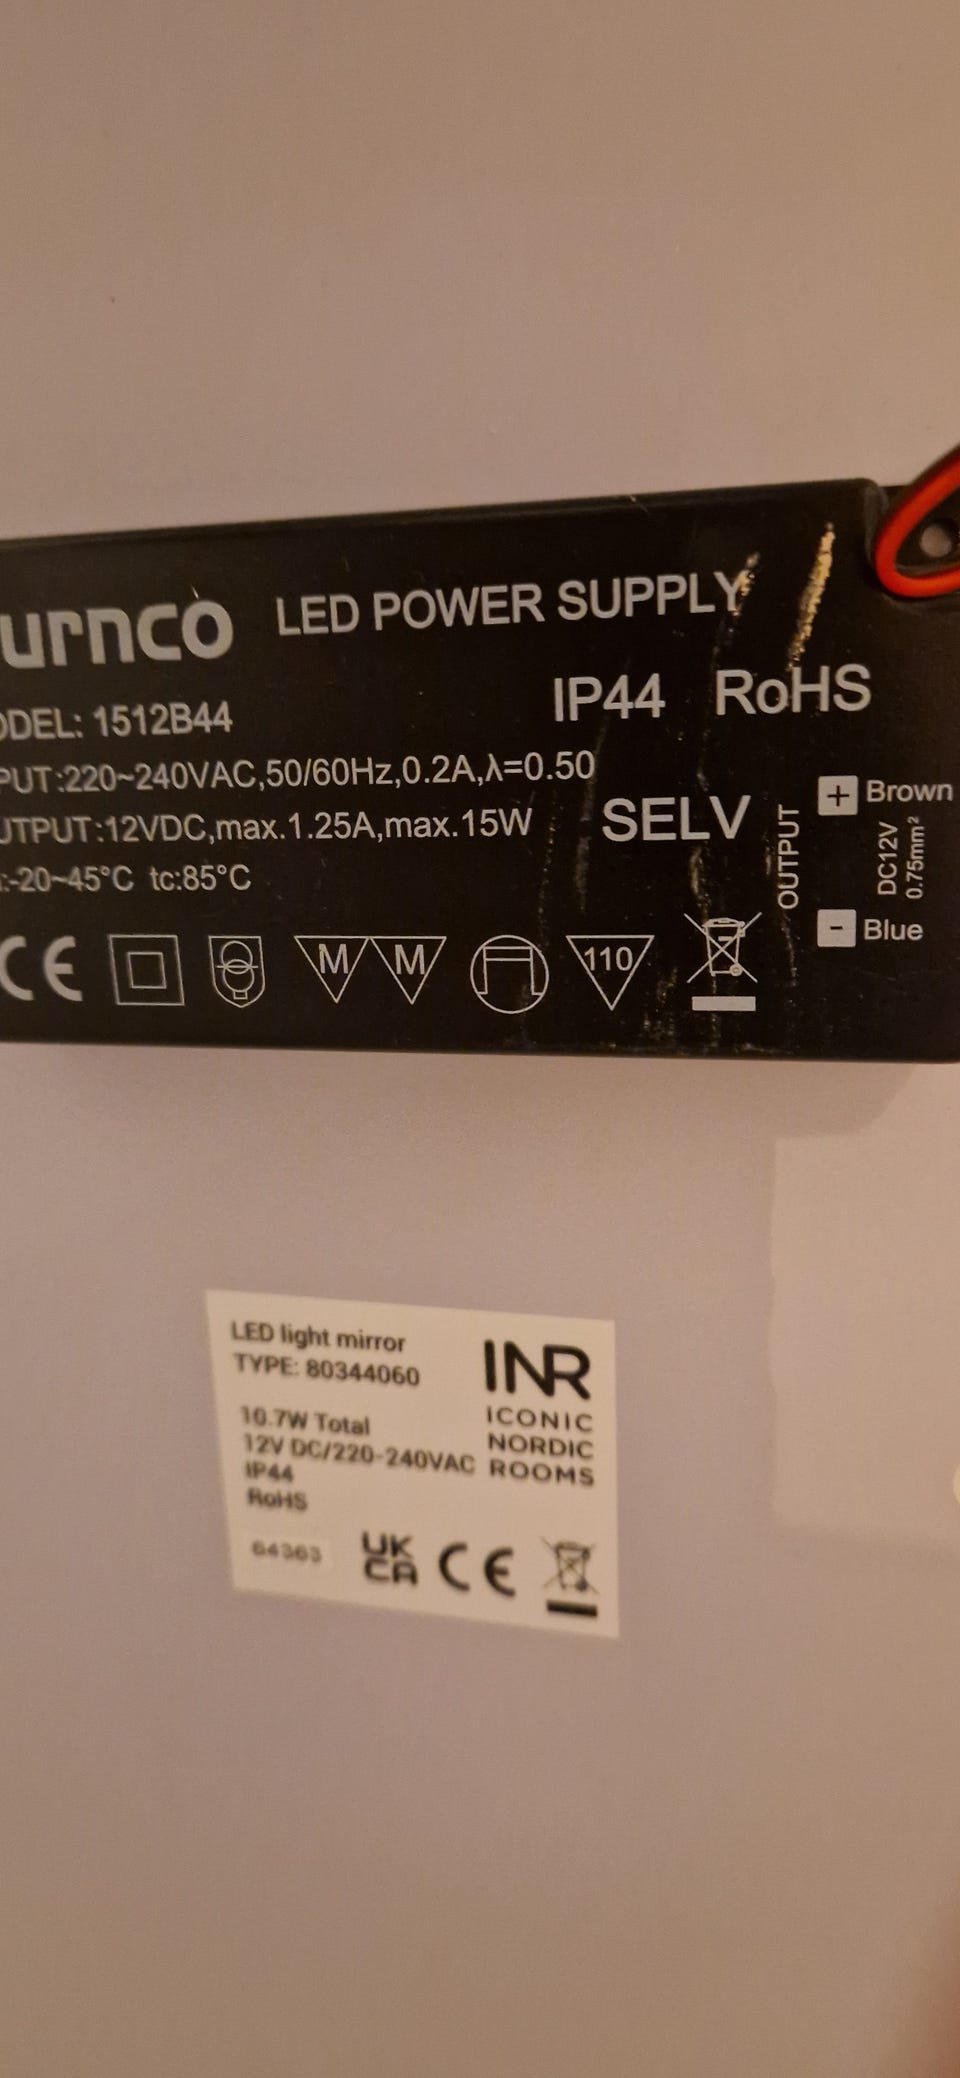 urnco LED POWER SUPPLY
IP44 RoHS
ODEL: 1512B44
PUT:220~240VAC,50/60Hz,0.2A,λ=0.50
UTPUT:12VDC,max.1.25A,max.15W
SELV
:-20~45°C tc:85°C
OUTPUT
+ Brown
DC12V
0.75mm²
- Blue
CE
M M
110
LED light mirror
TYPE: 80344060
INR
ICONIC
NORDIC
ROOMS
10.7W Total
12V DC/220-240VAC
IP44
RoHS
64363
UK
CA
CE